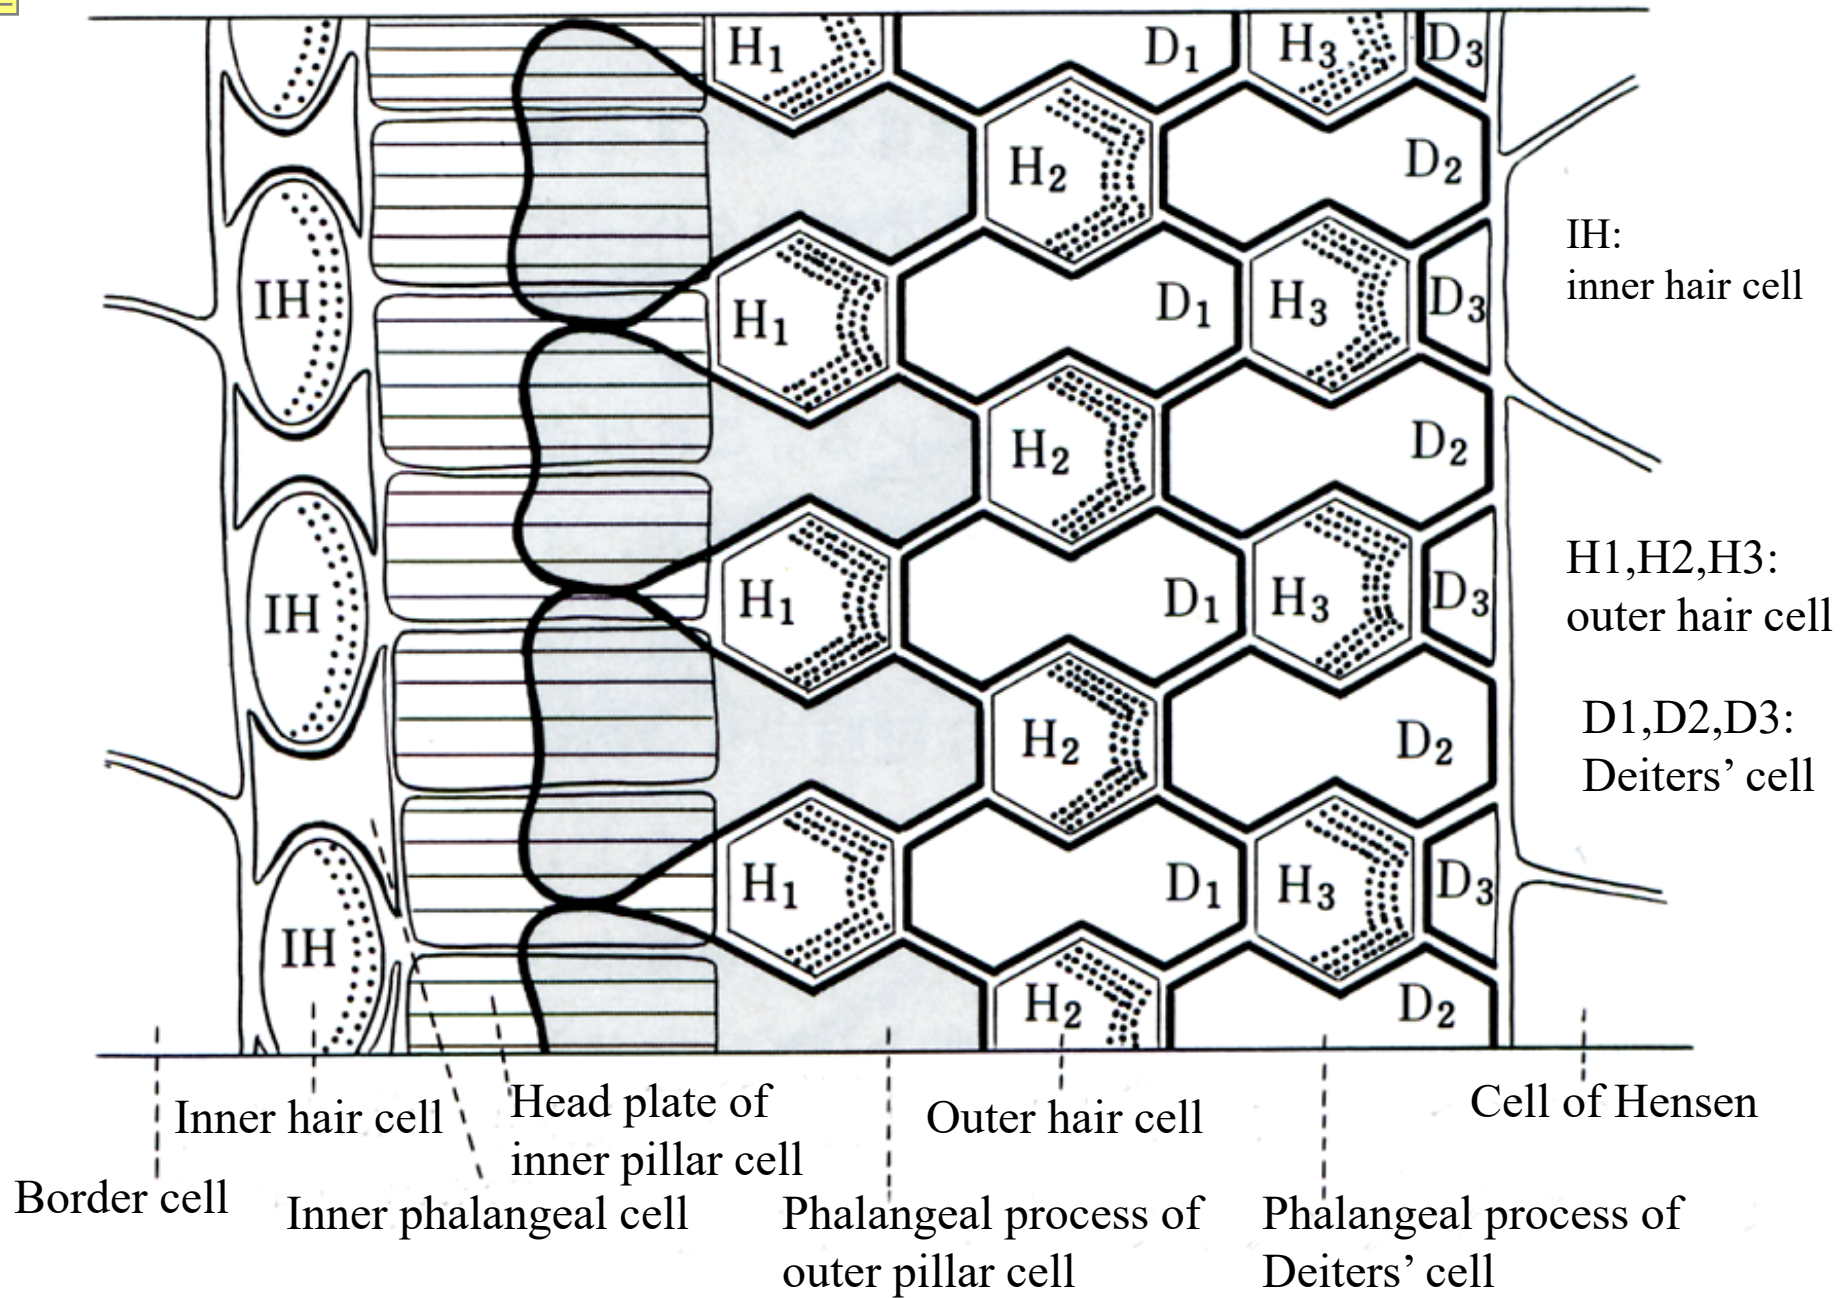 H1 D1 H3 D3
H2 D2
IH H1 D1 H3 D3
H2 D2
IH H1 D1 H3 D3
H2 D2
H1 D1 H3 D3
IH
H2 D2
IH:
inner hair cell
H1,H2,H3:
outer hair cell
D1,D2,D3:
Deiters’ cell
Border cell
Inner hair cell
Inner phalangeal cell
Head plate of
inner pillar cell
Phalangeal process of
outer pillar cell
Outer hair cell
Phalangeal process of
Deiters’ cell
Cell of Hensen